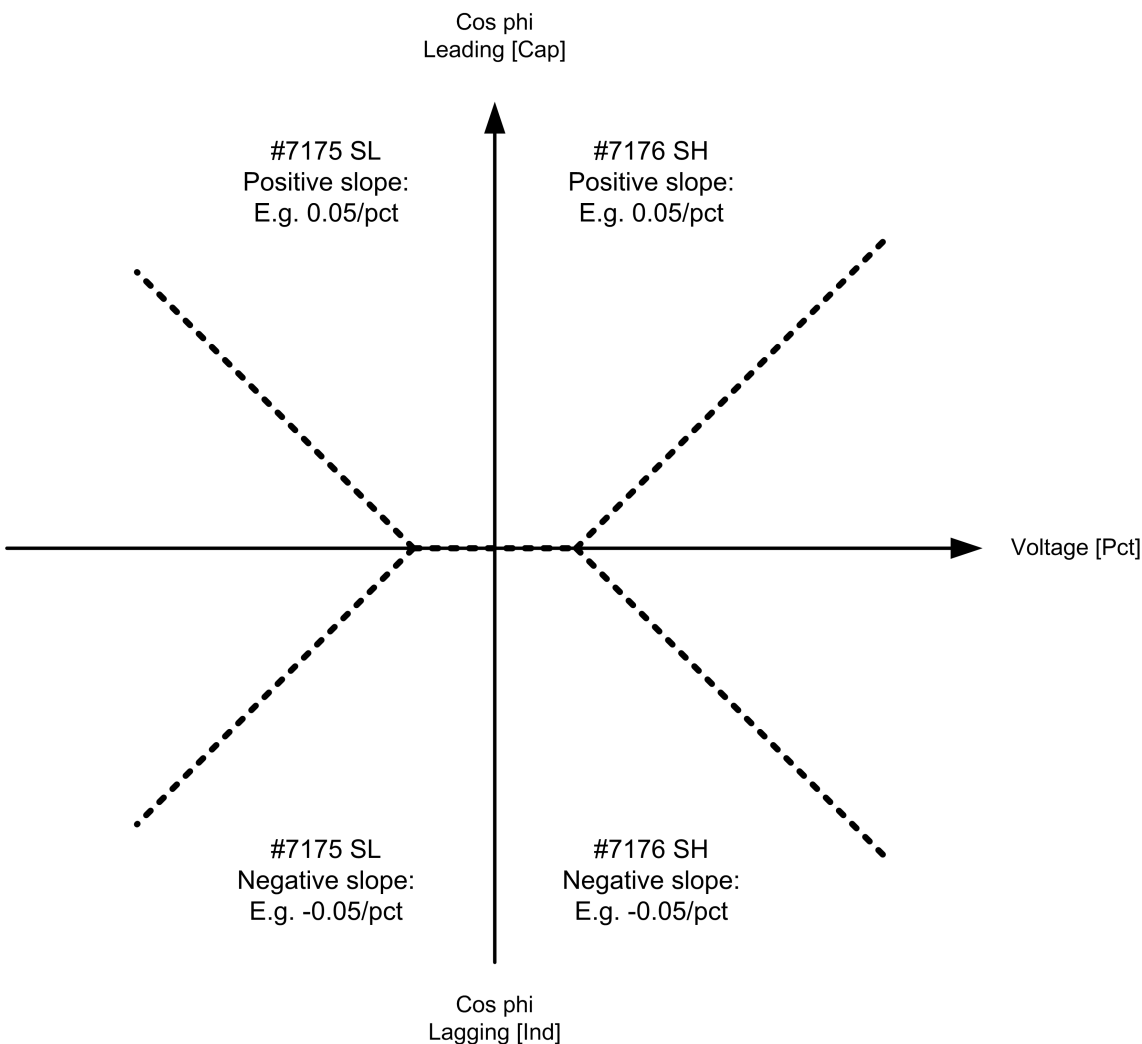 Cos phi
Leading [Cap]
#7175 SL
Positive slope:
E.g. 0.05/pct
#7176 SH
Positive slope:
E.g. 0.05/pct
Voltage [Pct]
#7175 SL
Negative slope:
E.g. -0.05/pct
#7176 SH
Negative slope:
E.g. -0.05/pct
Cos phi
Lagging [Ind]